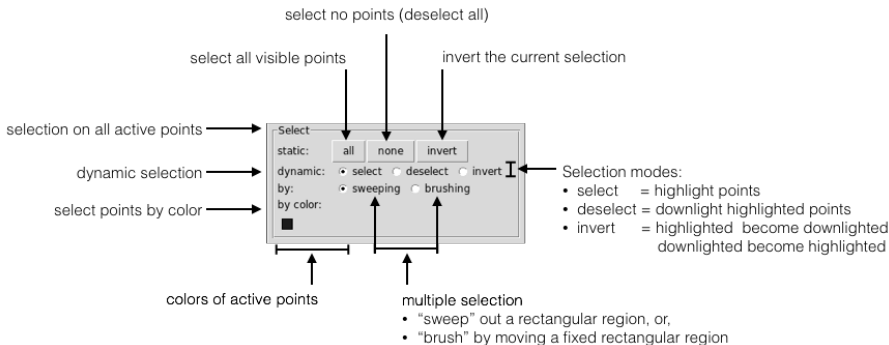 select no points (deselect all)
select all visible points
invert the current selection
selection on all active points
Select
static: all none invert
dynamic selection
dynamic: select deselect invert
select points by color
by: sweeping brushing
by color:
Selection modes:
• select = highlight points
• deselect = downlight highlighted points
• invert = highlighted become downlighted
downlighted become highlighted
colors of active points
multiple selection
• “sweep” out a rectangular region, or,
• “brush” by moving a fixed rectangular region